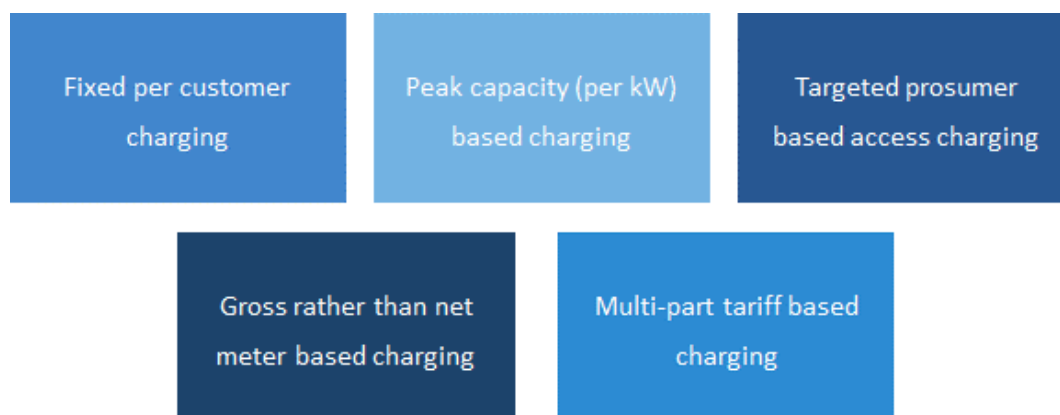 Fixed per customer
charging
Peak capacity (per kW)
based charging
Targeted prosumer
based access charging
Gross rather than net
meter based charging
Multi-part tariff based
charging